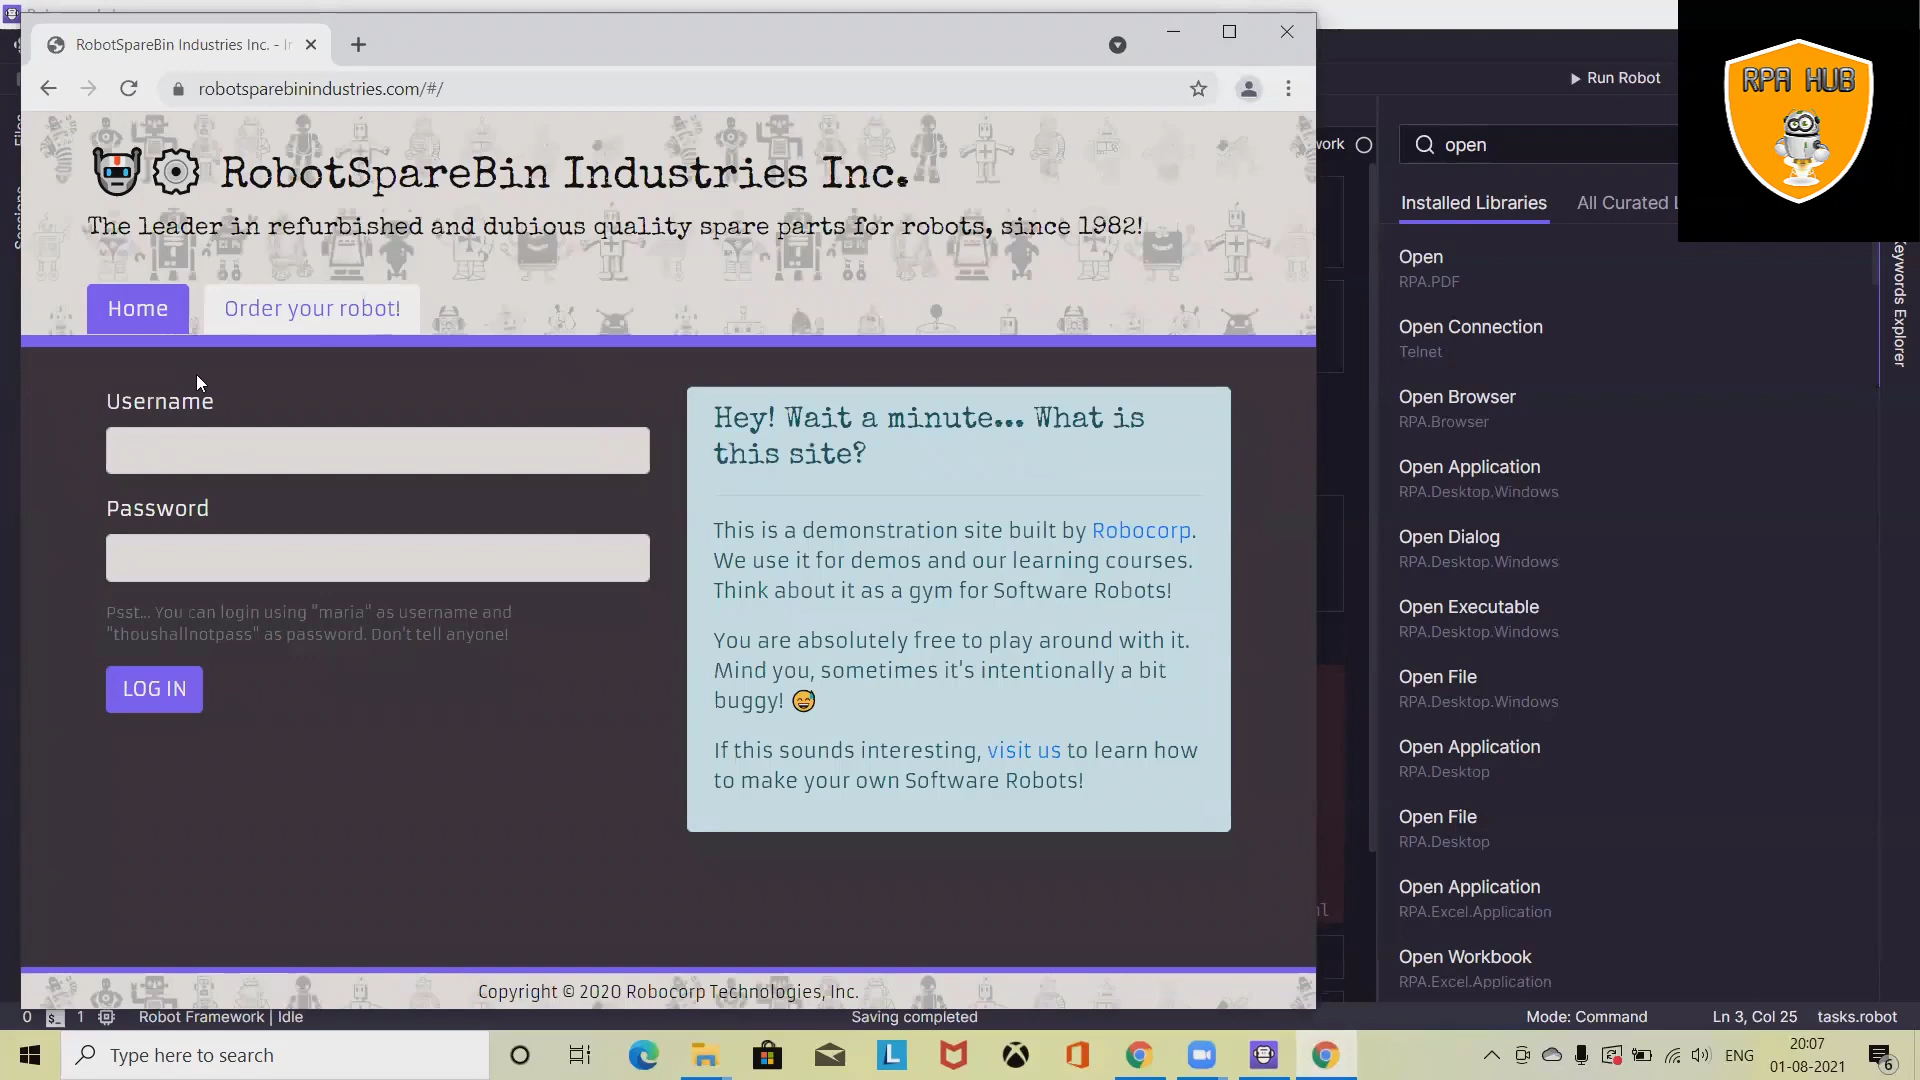 RobotSpareBin Industries Inc. - Ir
robotsparebinindustries.com/#/
RobotSpareBin Industries Inc.
The leader in refurbished and dubious quality spare parts for robots, since 1982!
Home
Order your robot!
Username
Password
Psst... You can login using "maria" as username and
"thoushallnotpass" as password. Don't tell anyone!
LOG IN
Hey! Wait a minute... What is
this site?
This is a demonstration site built by Robocorp.
We use it for demos and our learning courses.
Think about it as a gym for Software Robots!
You are absolutely free to play around with it.
Mind you, sometimes it's intentionally a bit
buggy! 😅
If this sounds interesting, visit us to learn how
to make your own Software Robots!
Copyright © 2020 Robocorp Technologies, Inc.
Run Robot
RPA HUB
work
open
Installed Libraries
All Curated L
Open
RPA.PDF
Open Connection
Telnet
Open Browser
RPA.Browser
Open Application
RPA.Desktop.Windows
Open Dialog
RPA.Desktop.Windows
Open Executable
RPA.Desktop.Windows
Open File
RPA.Desktop.Windows
Open Application
RPA.Desktop
Open File
RPA.Desktop
Open Application
RPA.Excel.Application
Open Workbook
RPA.Excel.Application
Keywords Explorer
0
1
Robot Framework | Idle
Saving completed
Mode: Command
Ln 3, Col 25
tasks.robot
Type here to search
ENG
20:07
01-08-2021
6